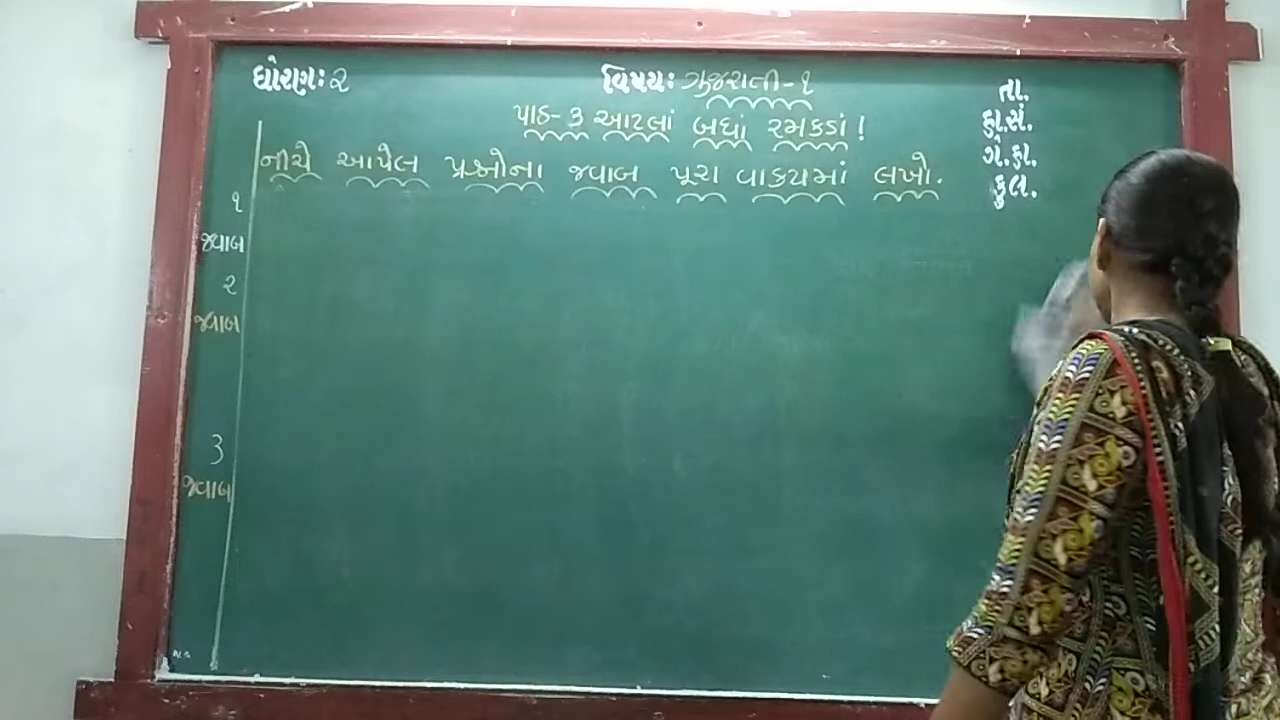 ધોરણઃ ૨ વિષયઃ ગુજરાતી-૧ તા.
પાઠ- ૩ આટલાં બધાં રમકડાં ! હા.સં.
ગે.હા.
નીચે આપેલ પ્રશ્નોના જવાબ પૂરા વાકયમાં લખો. કુલ.
૧
જવાબ
૨
જવાબ
૩
જવાબ